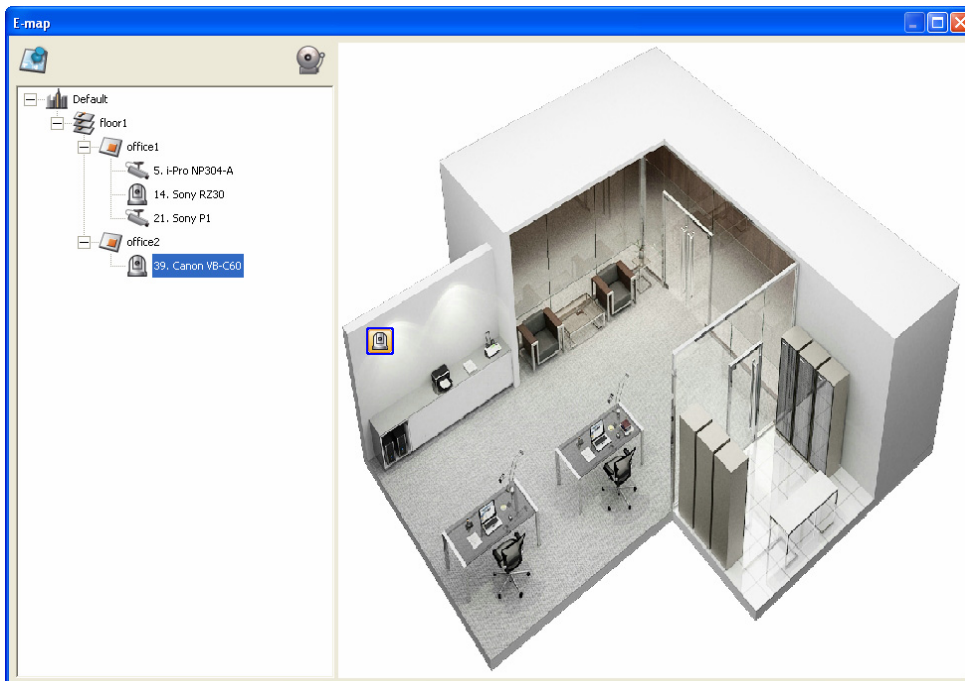 E-map
Default
floor1
office1
5. i-Pro NP304-A
14. Sony RZ30
21. Sony P1
office2
39. Canon VB-C60